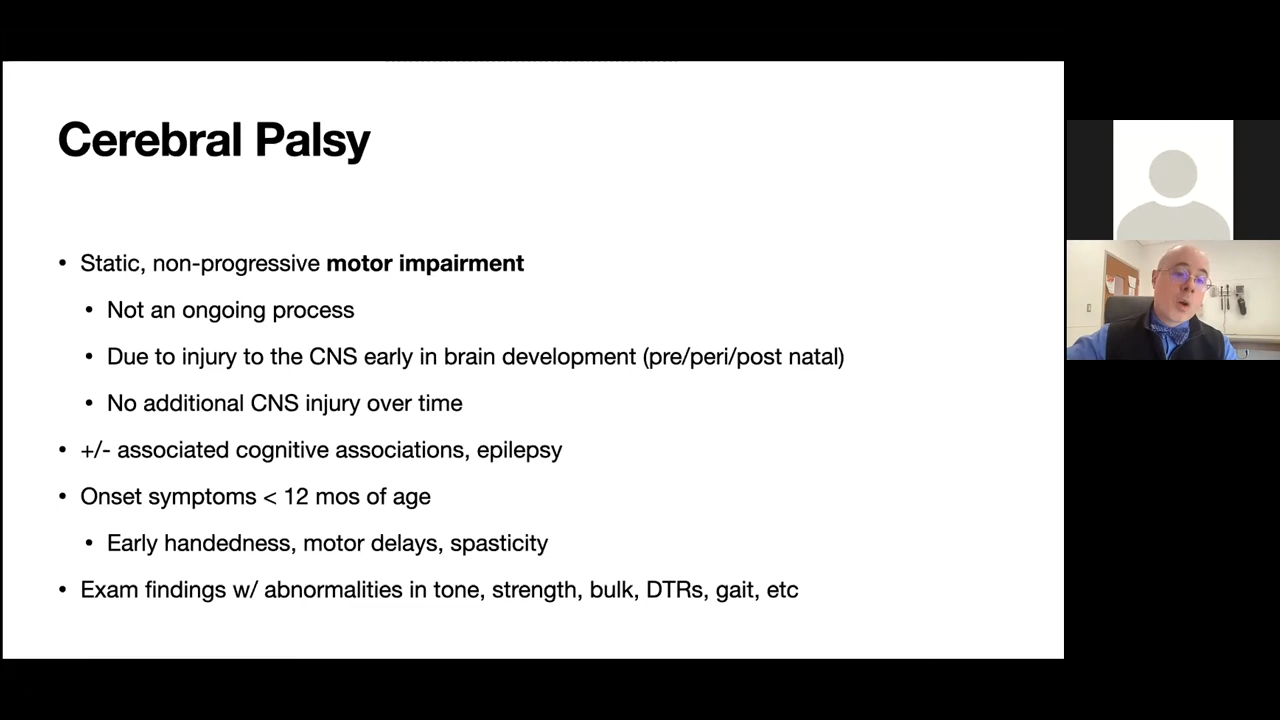 Cerebral Palsy
• Static, non-progressive motor impairment
• Not an ongoing process
• Due to injury to the CNS early in brain development (pre/peri/post natal)
• No additional CNS injury over time
• +/- associated cognitive associations, epilepsy
• Onset symptoms < 12 mos of age
• Early handedness, motor delays, spasticity
• Exam findings w/ abnormalities in tone, strength, bulk, DTRs, gait, etc